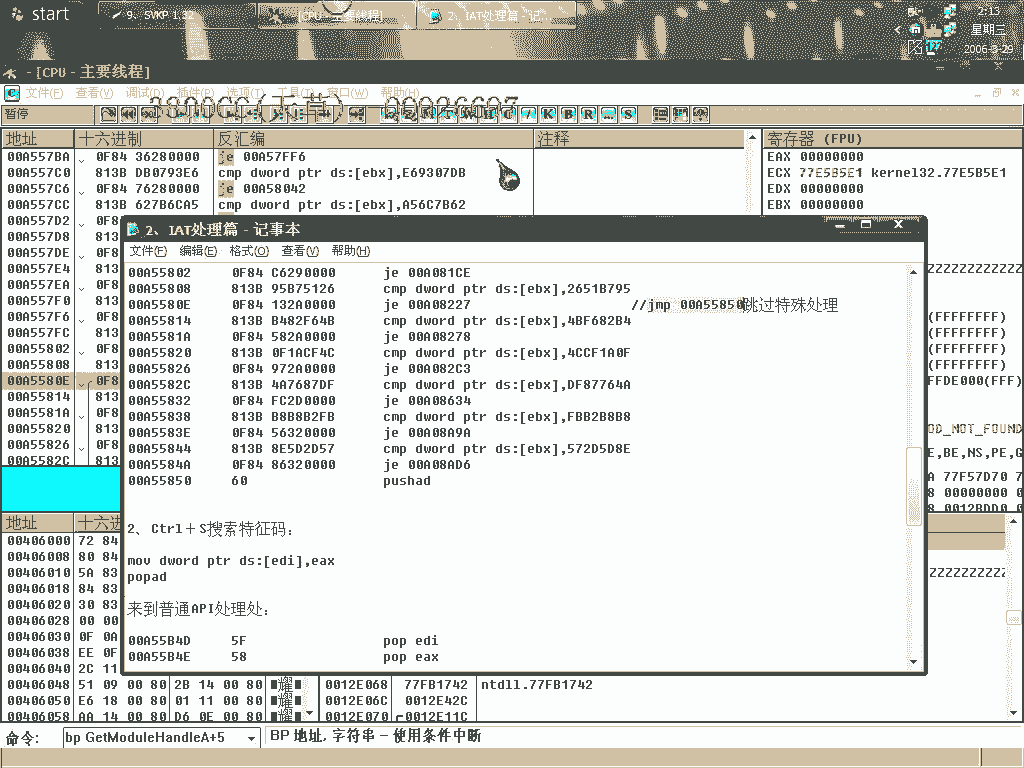 start
9、SVKP 1.32
[CPU - 主要线程]
2、IAT处理篇 - 记...
2:13
星期三
2006-3-29
- [CPU - 主要线程]
文件(F) 查看(V) 调试(D) 插件(P) 选项(T) 工具(I) 窗口(W) 帮助(H)
暂停
地址 十六进制 反汇编 注释 寄存器 (FPU)
00A557BA 0F84 36280000 je 00A57FF6
00A557C0 813B DB0793E6 cmp dword ptr ds:[ebx],E69307DB
00A557C6 0F84 76280000 je 00A58042
00A557CC 813B 627B6CA5 cmp dword ptr ds:[ebx],A56C7B62
00A557D2 0F8
00A557D8 813
00A557DE 0F8
00A557E4 813
00A557EA 0F8
00A557F0 813
00A557F6 0F8
00A557FC 813
00A55802 0F8
00A55808 813
00A5580E 0F8
00A55814 813
00A5581A 0F8
00A55820 813
00A55826 0F8
00A5582C 813
EAX 00000000
ECX 77E5B5E1 kernel32.77E5B5E1
EDX 00000000
EBX 00000000
(FFFFFFFF)
(FFFFFFFF)
(FFFFFFFF)
(FFFFFFFF)
FFDE000(FFF)
OD_NOT_FOUND
E,BE,NS,PE,G
A 77F57D70 7
8 00000000 0
8 0012BDD0 0
2、IAT处理篇 - 记事本
文件(F) 编辑(E) 格式(O) 查看(V) 帮助(H)
00A55802 0F84 C6290000 je 00A081CE
00A55808 813B 95B75126 cmp dword ptr ds:[ebx],2651B795
00A5580E 0F84 132A0000 je 00A08227 //jmp 00A55850跳过特殊处理
00A55814 813B B482F64B cmp dword ptr ds:[ebx],4BF682B4
00A5581A 0F84 582A0000 je 00A08278
00A55820 813B 0F1ACF4C cmp dword ptr ds:[ebx],4CCF1A0F
00A55826 0F84 972A0000 je 00A082C3
00A5582C 813B 4A7687DF cmp dword ptr ds:[ebx],DF87764A
00A55832 0F84 FC2D0000 je 00A08634
00A55838 813B B8B8B2FB cmp dword ptr ds:[ebx],FBB2B8B8
00A5583E 0F84 56320000 je 00A08A9A
00A55844 813B 8E5D2D57 cmp dword ptr ds:[ebx],572D5D8E
00A5584A 0F84 86320000 je 00A08AD6
00A55850 60 pushad
2、Ctrl＋S搜索特征码：
mov dword ptr ds:[edi],eax
popad
来到普通API处理处：
00A55B4D 5F pop edi
00A55B4E 58 pop eax
地址 十六进
00406000 72 84
00406008 80 84
00406010 5A 83
00406018 84 83
00406020 30 83
00406028 00 00
00406030 0F 0A
00406038 EE 0F
00406040 2C 11
00406048 51 09 00 80 2B 14 00 80 0012E068 77FB1742 ntdll.77FB1742
00406050 E6 18 00 80 01 11 00 80 0012E06C 0012E42C
00406058 AA 14 00 80 D6 0E 00 80 0012E070 0012E11C
命令: bp GetModuleHandleA+5 BP 地址, 字符串 – 使用条件中断